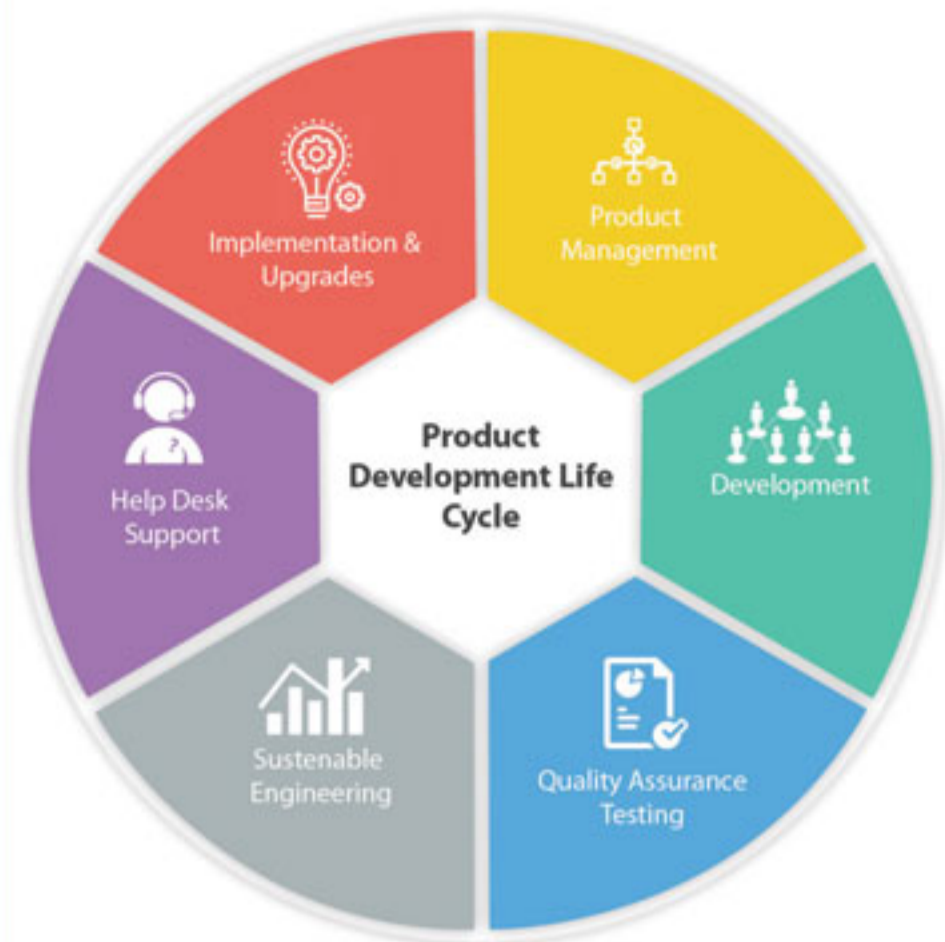 Implementation &
Upgrades
Product
Management
Development
Quality Assurance
Testing
Sustenable
Engineering
Help Desk
Support
Product
Development Life
Cycle
?